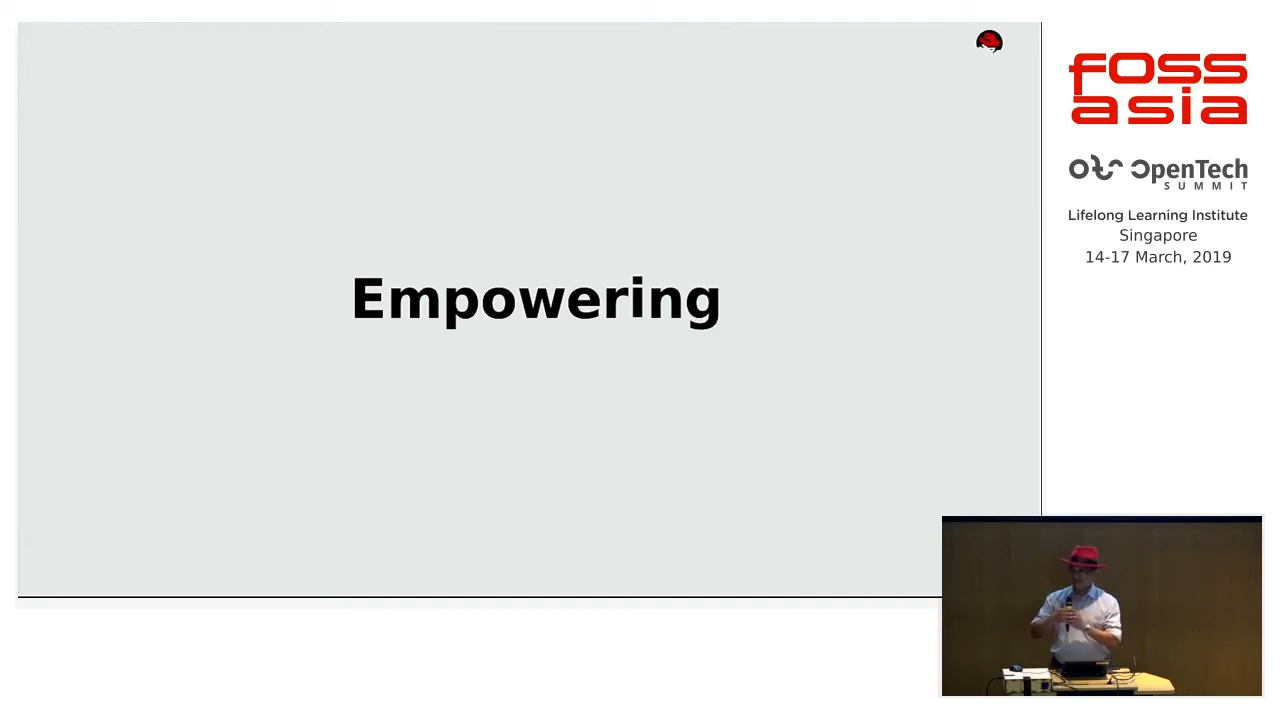 Empowering
foss
asia
OpenTech
SUMMIT
Lifelong Learning Institute
Singapore
14-17 March, 2019